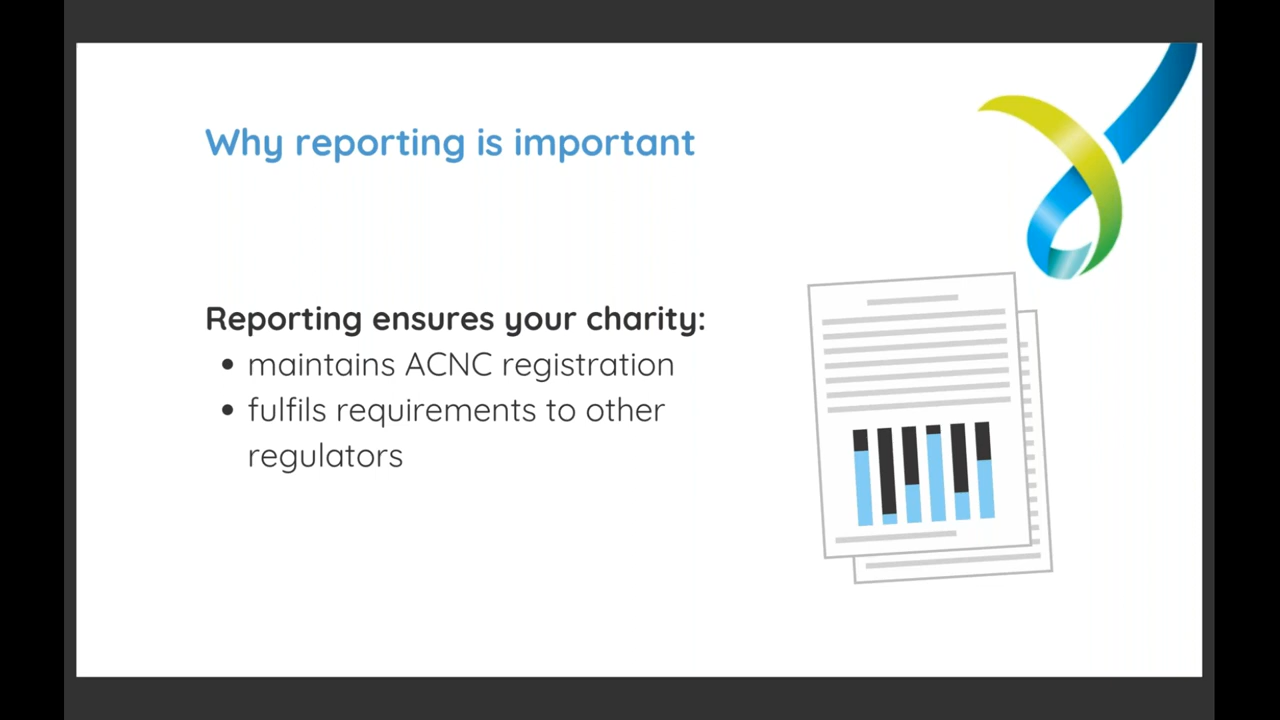 Why reporting is important
Reporting ensures your charity:
• maintains ACNC registration
• fulfils requirements to other
regulators